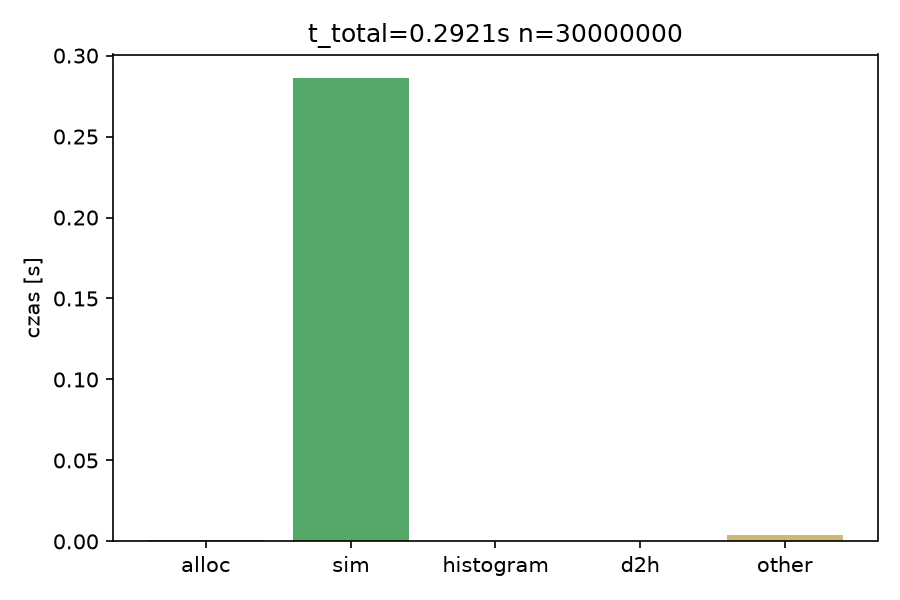 t_total=0.2921s n=30000000
0.30
0.25
0.20
0.15
0.10
0.05
0.00
czas [s]
alloc sim histogram d2h other